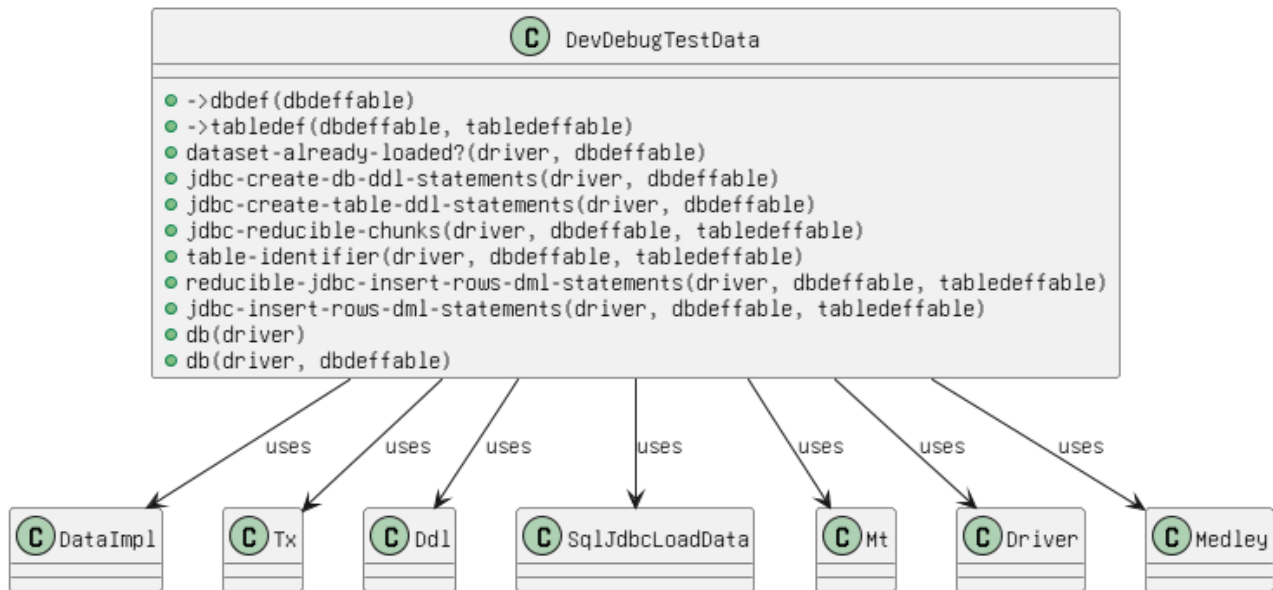 C DevDebugTestData
->dbdef(dbdeffable)
->tabledef(dbdeffable, tabledeffable)
dataset-already-loaded?(driver, dbdeffable)
jdbc-create-db-ddl-statements(driver, dbdeffable)
jdbc-create-table-ddl-statements(driver, dbdeffable)
jdbc-reducible-chunks(driver, dbdeffable, tabledeffable)
table-identifier(driver, dbdeffable, tabledeffable)
reducible-jdbc-insert-rows-dml-statements(driver, dbdeffable, tabledeffable)
jdbc-insert-rows-dml-statements(driver, dbdeffable, tabledeffable)
db(driver)
db(driver, dbdeffable)
uses uses uses uses uses uses uses
C DataImpl C Tx C Ddl C SqlJdbcLoadData C Mt C Driver C Medley